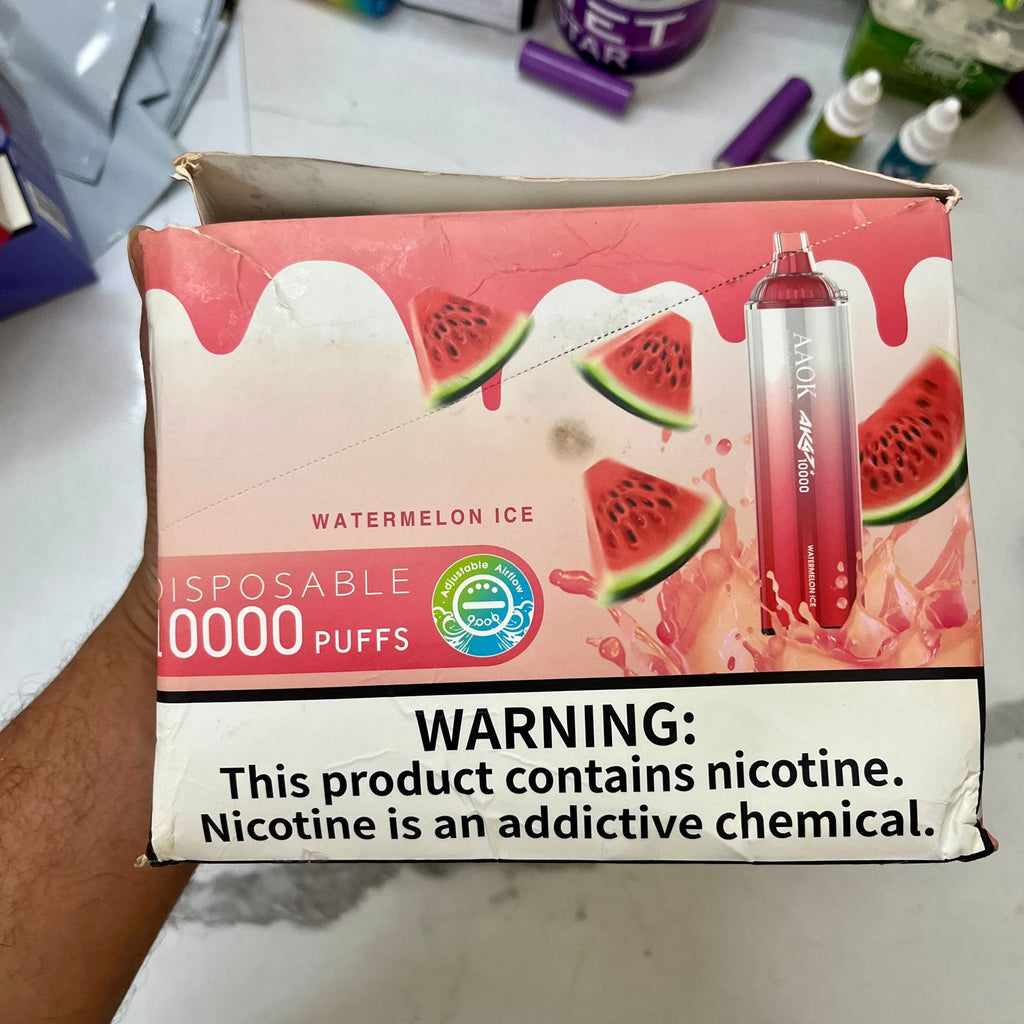 WATERMELON ICE
DISPOSABLE
10000 PUFFS
Adjustable Airflow
AAOK
10000
WATERMELON ICE
WARNING:
This product contains nicotine.
Nicotine is an addictive chemical.